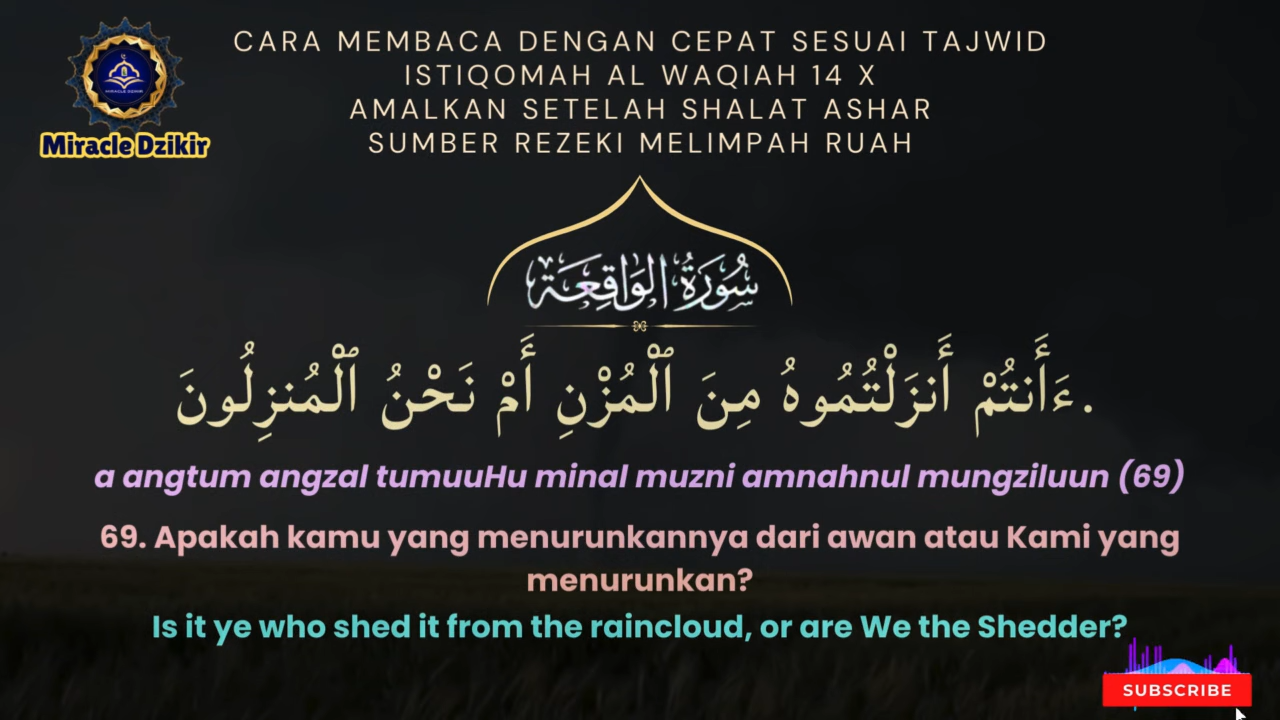 CARA MEMBACA DENGAN CEPAT SESUAI TAJWID
ISTIQOMAH AL WAQIAH 14 X
AMALKAN SETELAH SHALAT ASHAR
SUMBER REZEKI MELIMPAH RUAH
MIRACLE DZIKIR
Miracle Dzikir
سُورَةُ الوَاقِعَة
.ءَأَنتُمْ أَنزَلْتُمُوهُ مِنَ ٱلْمُزْنِ أَمْ نَحْنُ ٱلْمُنزِلُونَ
a angtum angzal tumuuHu minal muzni amnahnul mungziluun (69)
69. Apakah kamu yang menurunkannya dari awan atau Kami yang
menurunkan?
Is it ye who shed it from the raincloud, or are We the Shedder?
SUBSCRIBE